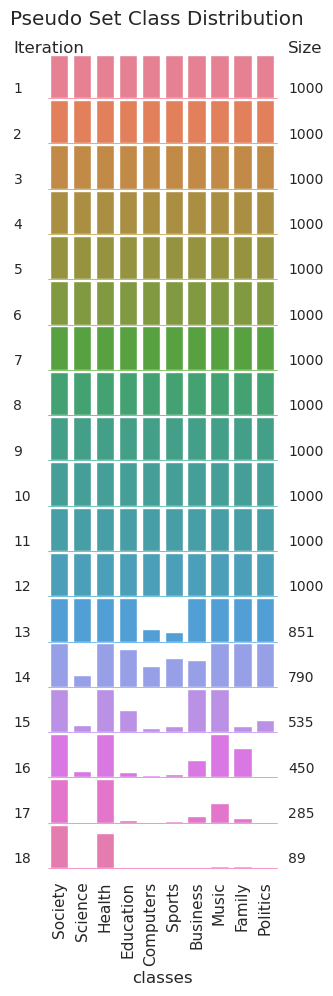 Pseudo Set Class Distribution
Iteration Size
1 1000
2 1000
3 1000
4 1000
5 1000
6 1000
7 1000
8 1000
9 1000
10 1000
11 1000
12 1000
13 851
14 790
15 535
16 450
17 285
18 89
Society
Science
Health
Education
Computers
Sports
Business
Music
Family
Politics
classes